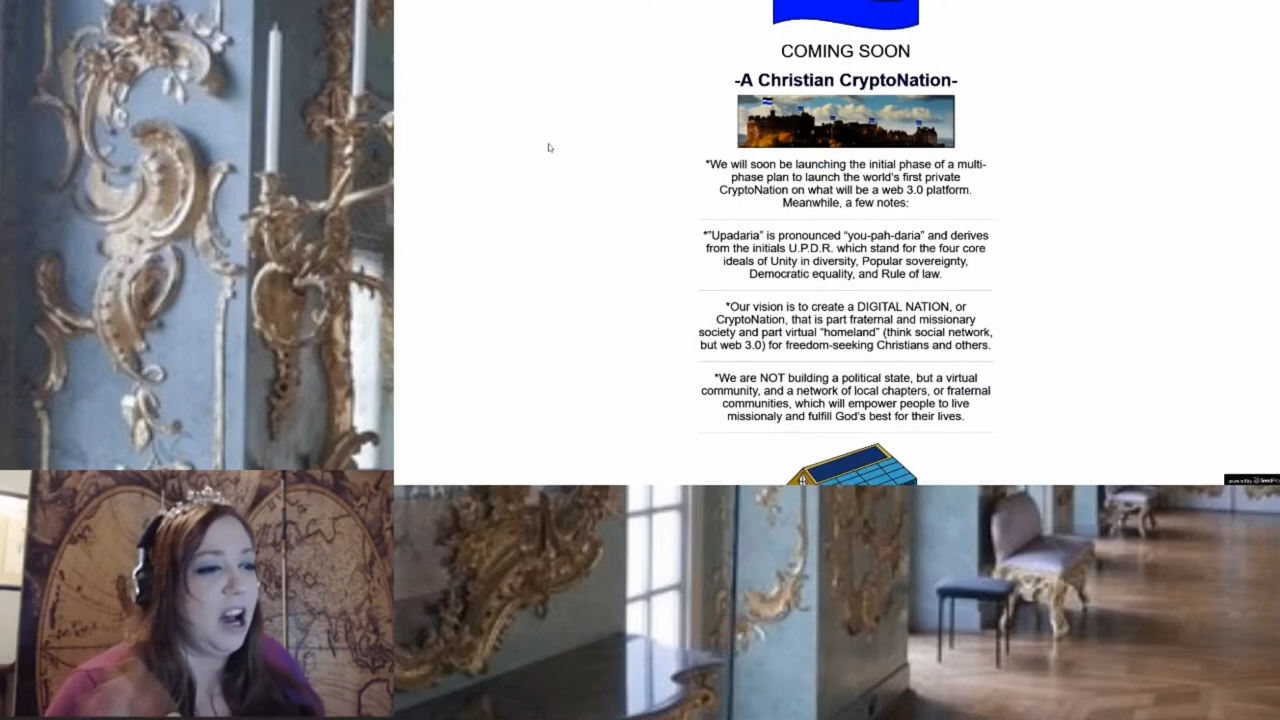 COMING SOON
-A Christian CryptoNation-
*We will soon be launching the initial phase of a multi-
phase plan to launch the world's first private
CryptoNation on what will be a web 3.0 platform.
Meanwhile, a few notes:
*"Upadaria” is pronounced “you-pah-daria” and derives
from the initials U.P.D.R. which stand for the four core
ideals of Unity in diversity, Popular sovereignty,
Democratic equality, and Rule of law.
*Our vision is to create a DIGITAL NATION, or
CryptoNation, that is part fraternal and missionary
society and part virtual “homeland” (think social network,
but web 3.0) for freedom-seeking Christians and others.
*We are NOT building a political state, but a virtual
community, and a network of local chapters, or fraternal
communities, which will empower people to live
missionaly and fulfill God's best for their lives.
powered by